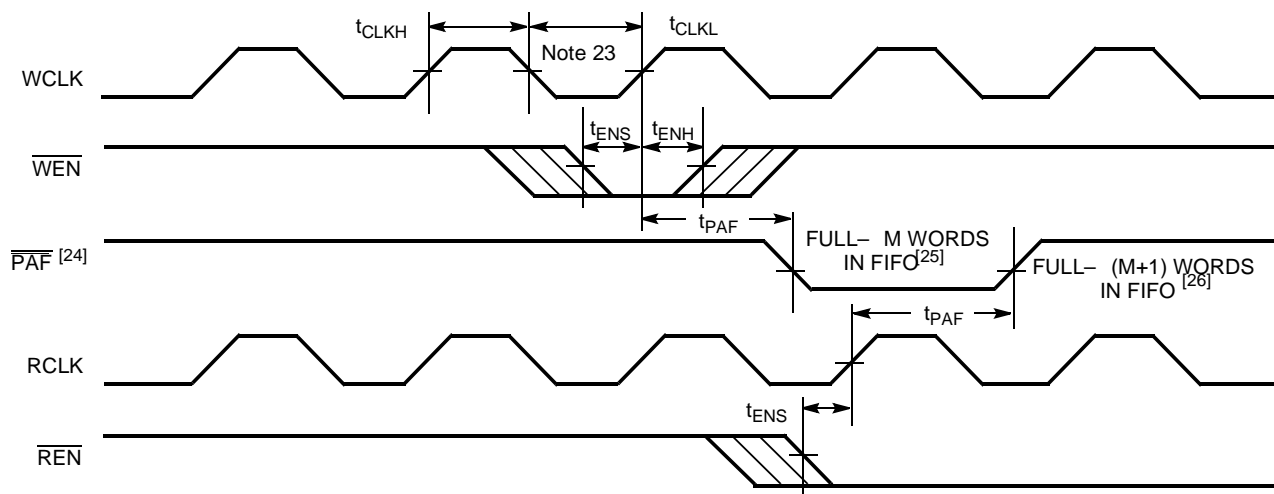 tCLKH
tCLKL
Note 23
WCLK
tENS
tENH
WEN
tPAF
PAF [24]
FULL– M WORDS
IN FIFO[25]
FULL– (M+1) WORDS
IN FIFO [26]
tPAF
RCLK
tENS
REN